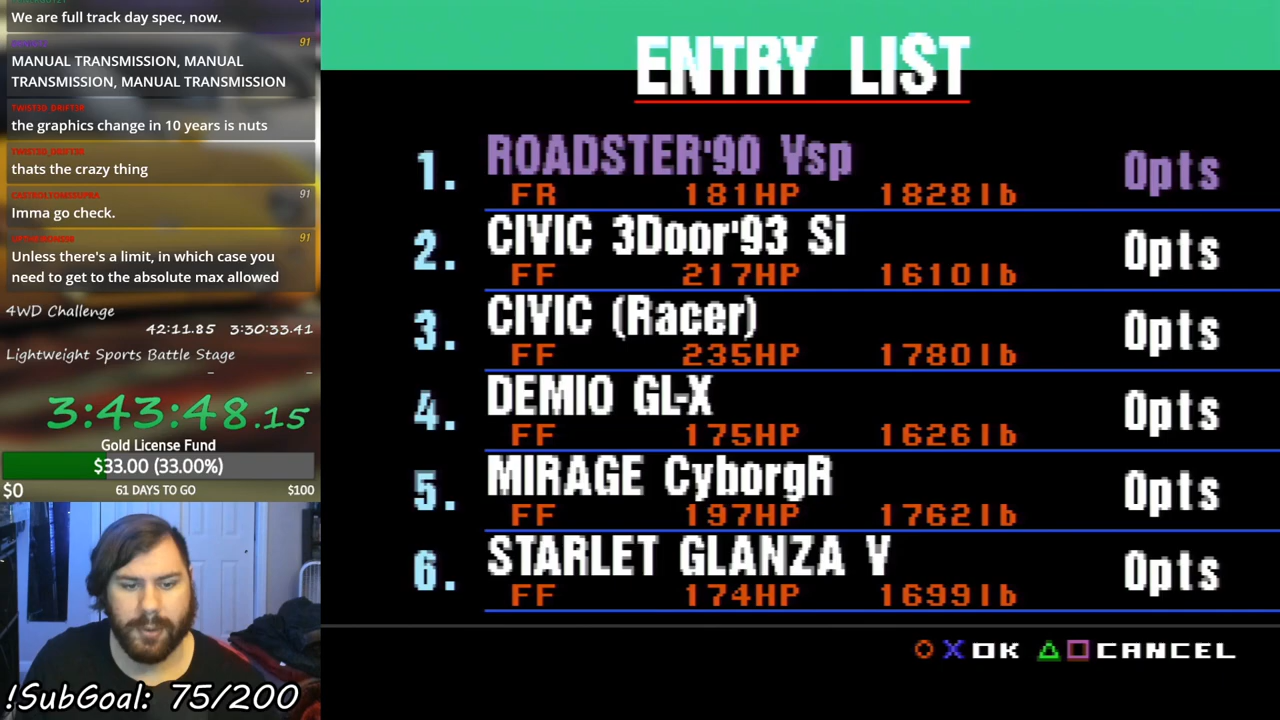 We are full track day spec, now.
91
MANUAL TRANSMISSION, MANUAL
TRANSMISSION, MANUAL TRANSMISSION
91
the graphics change in 10 years is nuts
thats the crazy thing
91
Imma go check.
91
Unless there's a limit, in which case you
need to get to the absolute max allowed
4WD Challenge
42:11.85 3:30:33.41
Lightweight Sports Battle Stage
– –
3:43:48.15
Gold License Fund
$33.00 (33.00%)
$0 61 DAYS TO GO $100
!SubGoal: 75/200
ENTRY LIST
1. ROADSTER'90 Vsp 0pts
FR 181HP 1828lb
2. CIVIC 3Door'93 Si 0pts
FF 217HP 1610lb
3. CIVIC (Racer) 0pts
FF 235HP 1780lb
4. DEMIO GL-X 0pts
FF 175HP 1626lb
5. MIRAGE CyborgR 0pts
FF 197HP 1762lb
6. STARLET GLANZA V 0pts
FF 174HP 1699lb
OK CANCEL